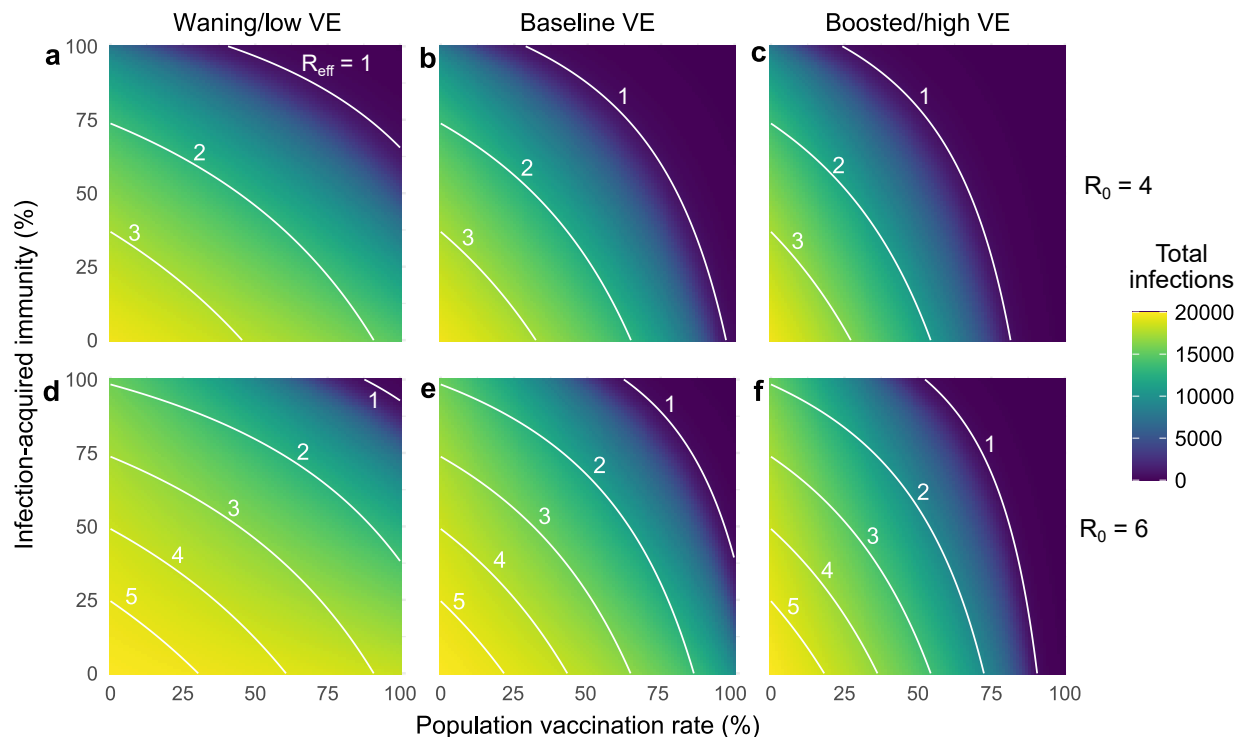 Waning/low VE
Baseline VE
Boosted/high VE
a
b
c
100
75
50
25
0
R_eff = 1
2
3
1
2
3
1
2
3
R₀ = 4
Infection-acquired immunity (%)
Total
infections
20000
15000
10000
5000
0
d
e
f
100
75
50
25
0
1
2
3
4
5
1
2
3
4
5
1
2
3
4
5
R₀ = 6
0 25 50 75 100
0 25 50 75 100
0 25 50 75 100
Population vaccination rate (%)